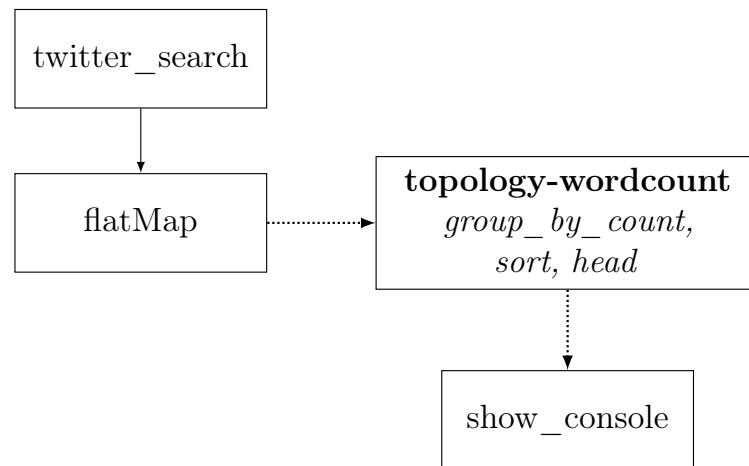 twitter_search
flatMap
topology-wordcount
group_by_count,
sort, head
show_console